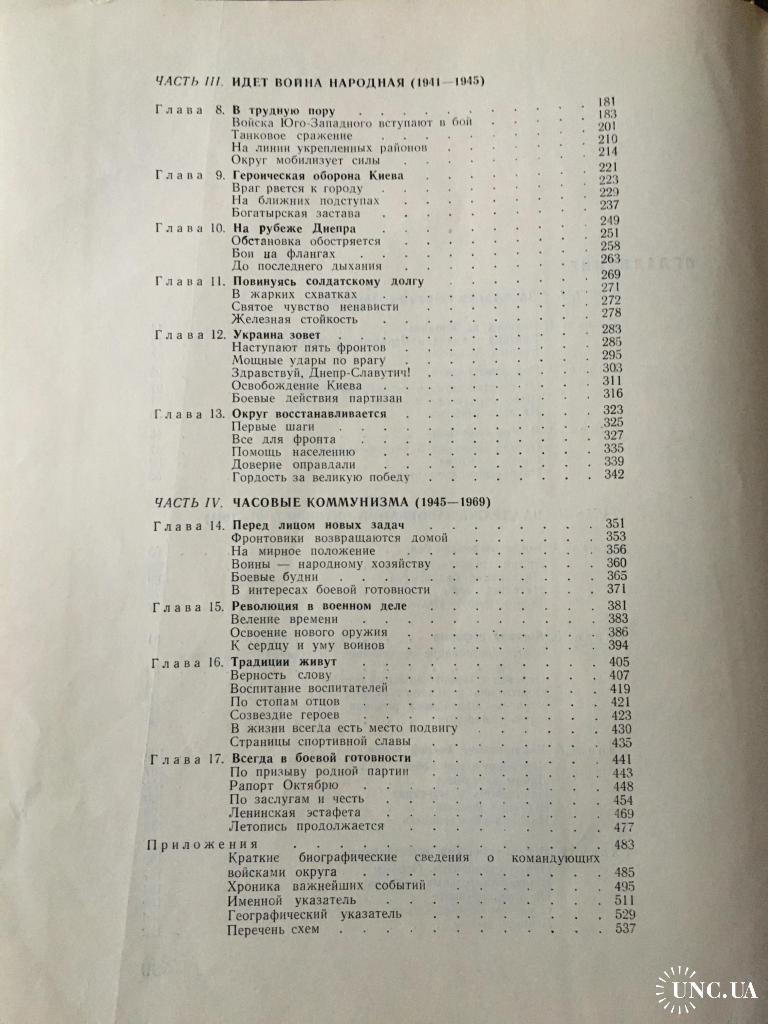 ЧАСТЬ III. ИДЕТ ВОЙНА НАРОДНАЯ (1941—1945)
Глава 8. В трудную пору . . . . . . . . . . 181
Войска Юго-Западного вступают в бой . . . . 183
Танковое сражение . . . . . . . . . . 201
На линии укрепленных районов . . . . . . . 210
Округ мобилизует силы . . . . . . . . . 214
Глава 9. Героическая оборона Киева . . . . . . . 221
Враг рвется к городу . . . . . . . . . 223
На ближних подступах . . . . . . . . . 229
Богатырская застава . . . . . . . . . 237
Глава 10. На рубеже Днепра . . . . . . . . . 249
Обстановка обостряется . . . . . . . . . 251
Бои на флангах . . . . . . . . . . 258
До последнего дыхания . . . . . . . . . 263
Глава 11. Повинуясь солдатскому долгу . . . . . . . 269
В жарких схватках . . . . . . . . . . 271
Святое чувство ненависти . . . . . . . . 272
Железная стойкость . . . . . . . . . 278
Глава 12. Украина зовет . . . . . . . . . . 283
Наступают пять фронтов . . . . . . . . 285
Мощные удары по врагу . . . . . . . . 295
Здравствуй, Днепр-Славутич! . . . . . . . 303
Освобождение Киева . . . . . . . . . 311
Боевые действия партизан . . . . . . . . 316
Глава 13. Округ восстанавливается . . . . . . . . 323
Первые шаги . . . . . . . . . . 325
Все для фронта . . . . . . . . . . 327
Помощь населению . . . . . . . . . 335
Доверие оправдали . . . . . . . . . 339
Гордость за великую победу . . . . . . . 342
ЧАСТЬ IV. ЧАСОВЫЕ КОММУНИЗМА (1945—1969)
Глава 14. Перед лицом новых задач . . . . . . . . 351
Фронтовики возвращаются домой . . . . . . 353
На мирное положение . . . . . . . . . 356
Воины — народному хозяйству . . . . . . . 360
Боевые будни . . . . . . . . . . 365
В интересах боевой готовности . . . . . . . 371
Глава 15. Революция в военном деле . . . . . . . 381
Веление времени . . . . . . . . . . 383
Освоение нового оружия . . . . . . . . 386
К сердцу и уму воинов . . . . . . . . 394
Глава 16. Традиции живут . . . . . . . . . 405
Верность слову . . . . . . . . . . 407
Воспитание воспитателей . . . . . . . . 419
По стопам отцов . . . . . . . . . . 421
Созвездие героев . . . . . . . . . . 423
В жизни всегда есть место подвигу . . . . . 430
Страницы спортивной славы . . . . . . . 435
Глава 17. Всегда в боевой готовности . . . . . . . 441
По призыву родной партии . . . . . . . 443
Рапорт Октябрю . . . . . . . . . . 448
По заслугам и честь . . . . . . . . . 454
Ленинская эстафета . . . . . . . . . 469
Летопись продолжается . . . . . . . . 477
Приложения . . . . . . . . . . . . 483
Краткие биографические сведения о командующих
войсками округа . . . . . . . . . . 485
Хроника важнейших событий . . . . . . . 495
Именной указатель . . . . . . . . . 511
Географический указатель . . . . . . . . 529
Перечень схем . . . . . . . . . . 537
UNC.UA